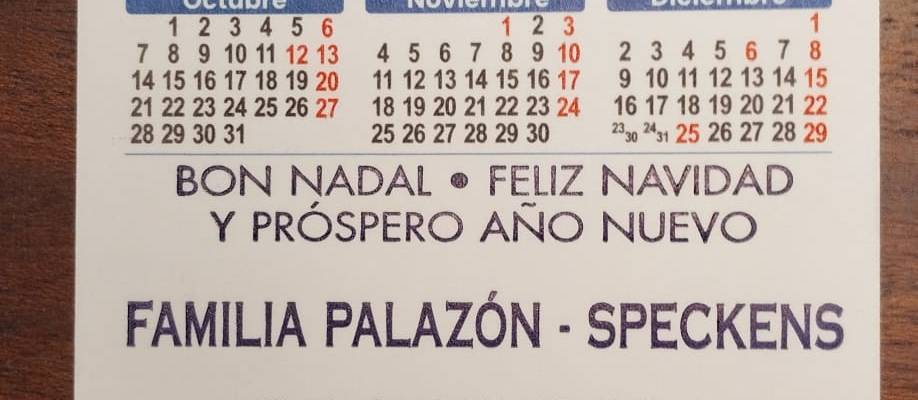 Octubre Noviembre Diciembre
1 2 3 4 5 6 1 2 3 1
7 8 9 10 11 12 13 4 5 6 7 8 9 10 2 3 4 5 6 7 8
14 15 16 17 18 19 20 11 12 13 14 15 16 17 9 10 11 12 13 14 15
21 22 23 24 25 26 27 18 19 20 21 22 23 24 16 17 18 19 20 21 22
28 29 30 31 25 26 27 28 29 30 23 30 24 31 25 26 27 28 29
BON NADAL • FELIZ NAVIDAD
Y PRÓSPERO AÑO NUEVO
FAMILIA PALAZÓN - SPECKENS